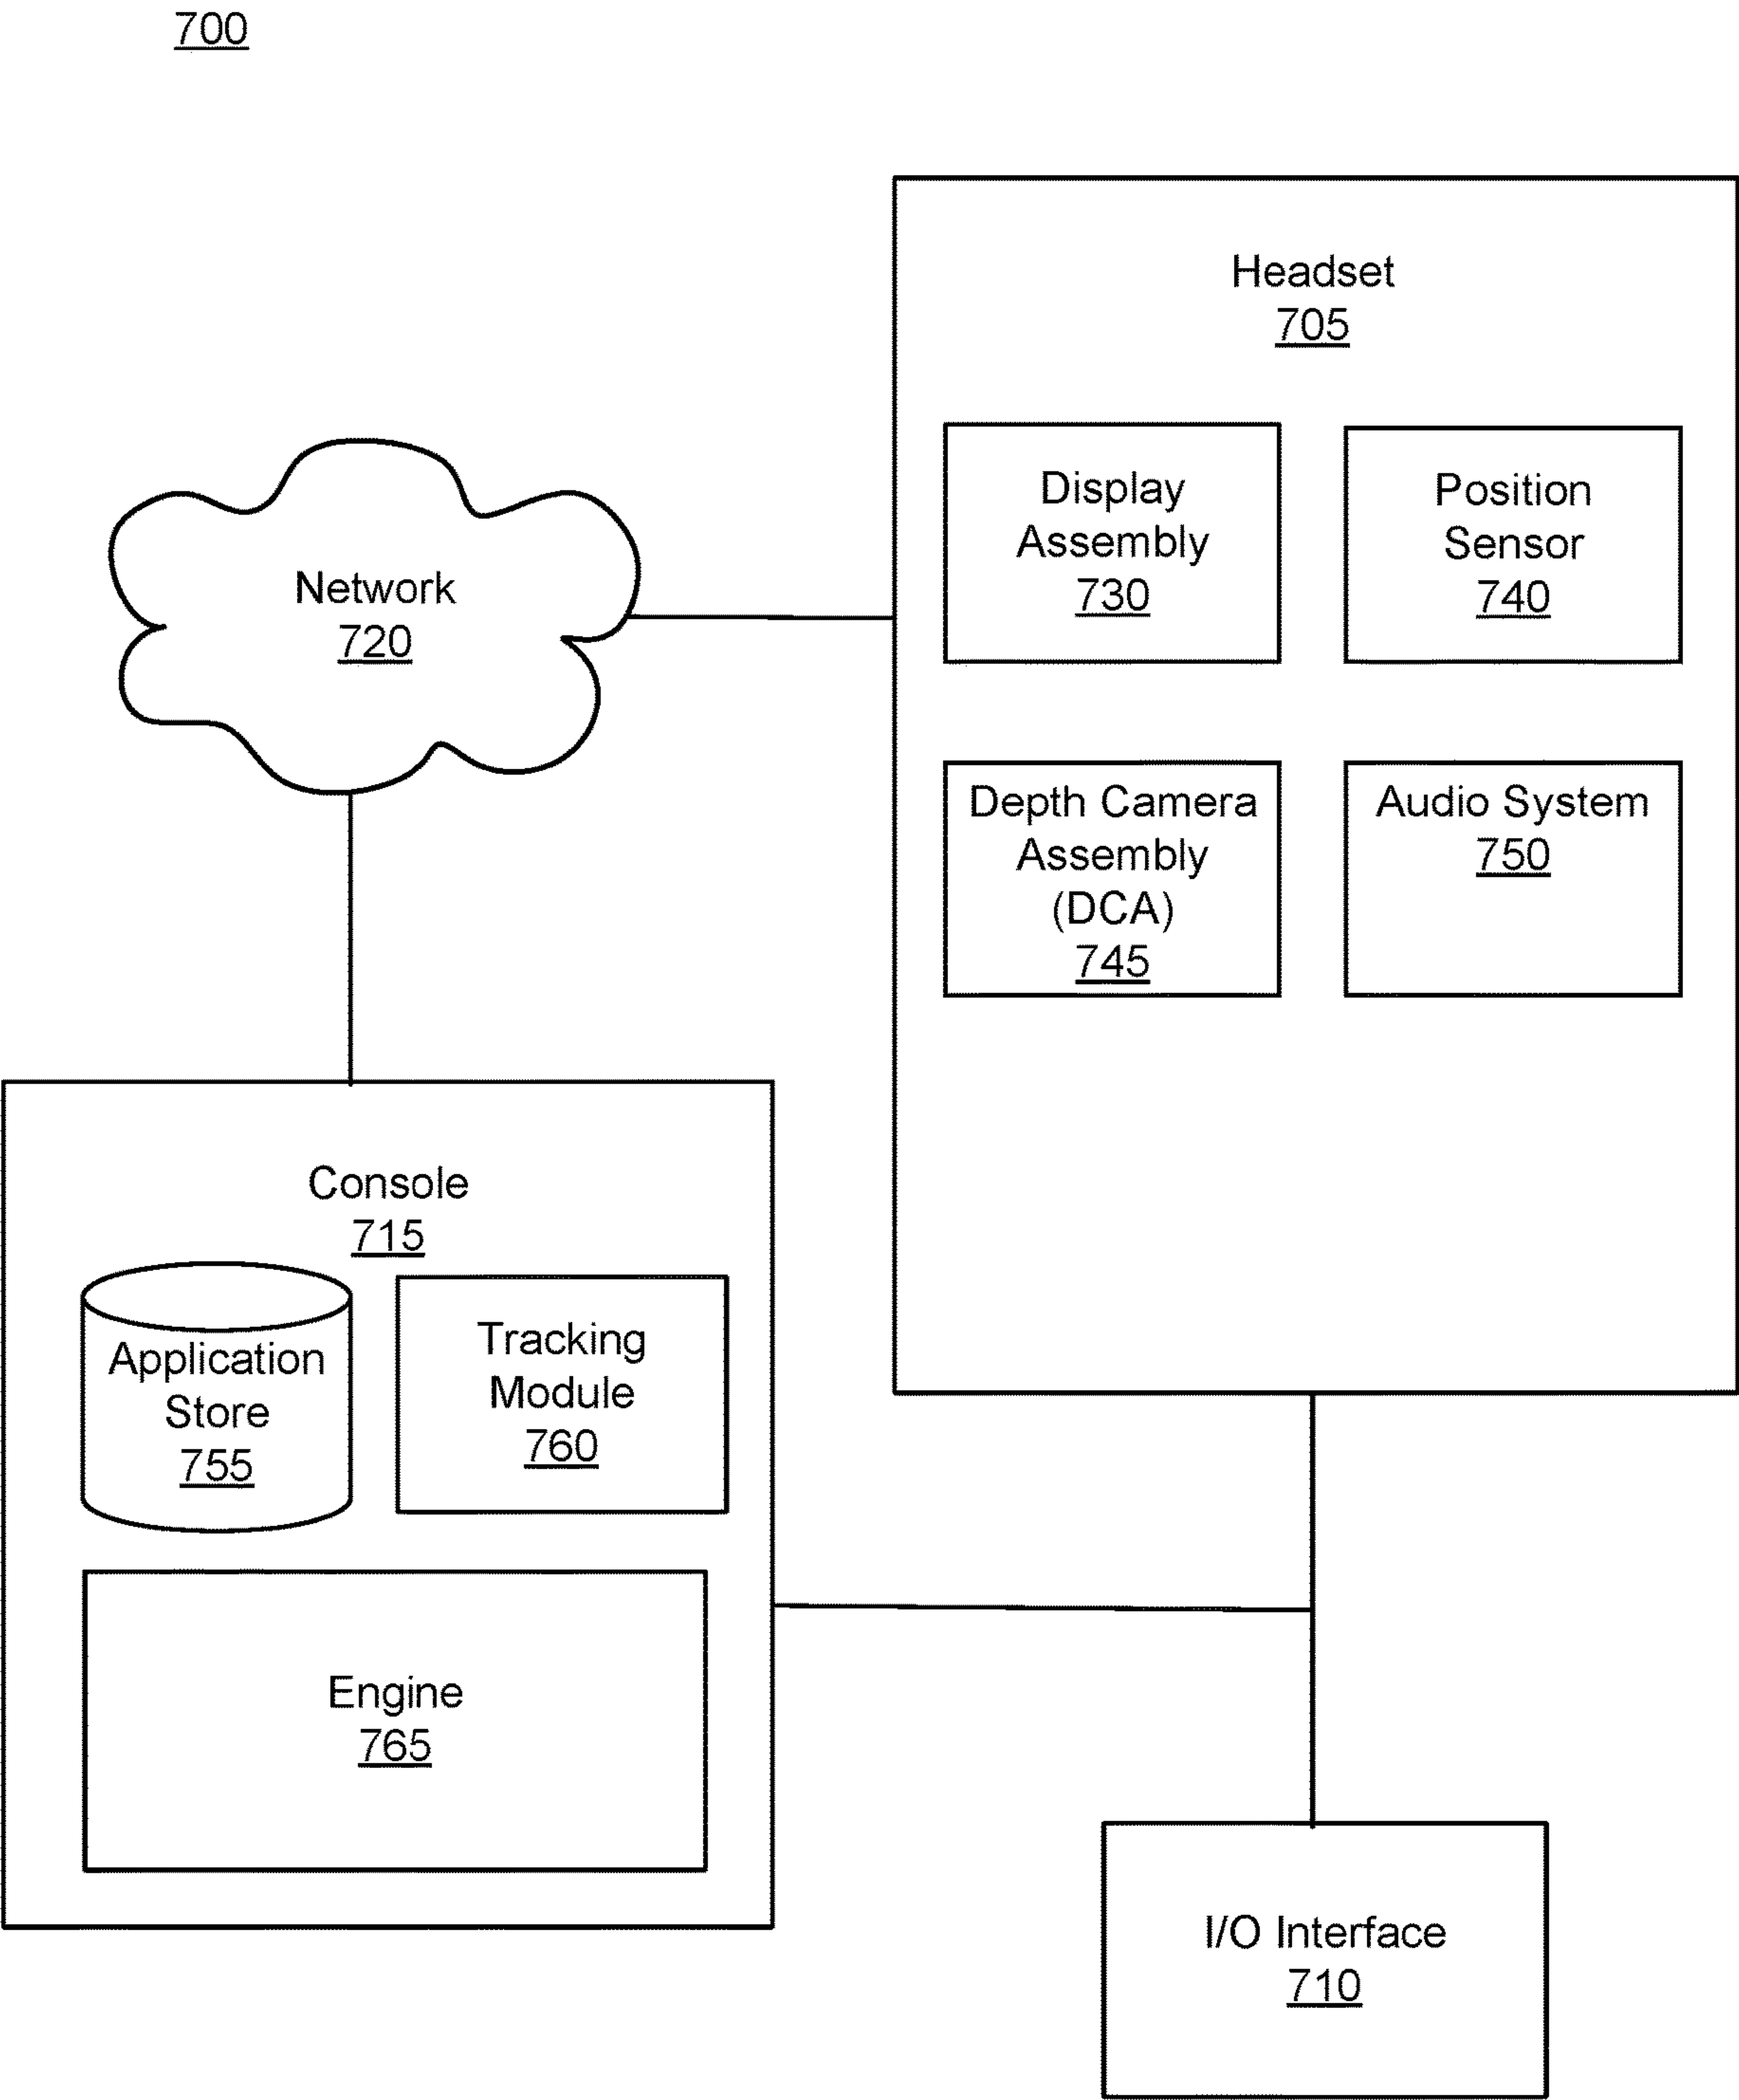 700
Headset
705
Display
Assembly
730
Position
Sensor
740
Network
720
Depth Camera
Assembly
(DCA)
745
Audio System
750
Console
715
Application
Store
755
Tracking
Module
760
Engine
765
I/O Interface
710